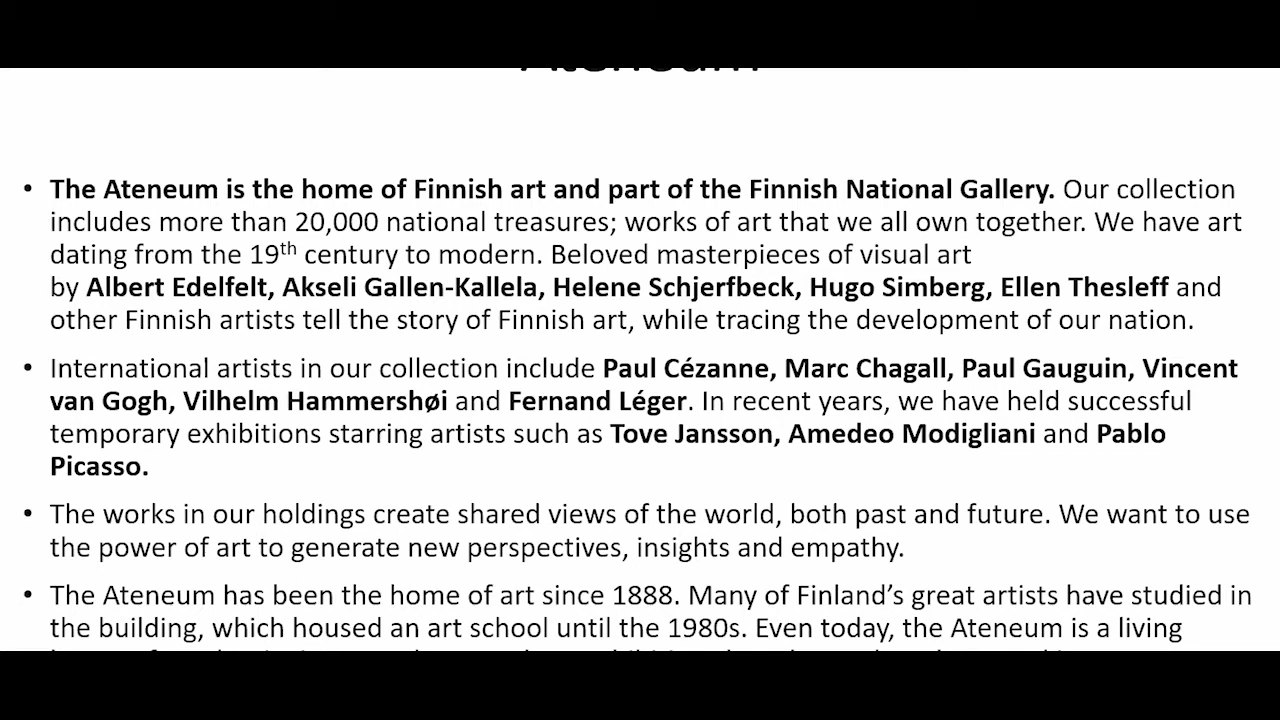 Ateneum
• The Ateneum is the home of Finnish art and part of the Finnish National Gallery. Our collection
includes more than 20,000 national treasures; works of art that we all own together. We have art
dating from the 19th century to modern. Beloved masterpieces of visual art
by Albert Edelfelt, Akseli Gallen-Kallela, Helene Schjerfbeck, Hugo Simberg, Ellen Thesleff and
other Finnish artists tell the story of Finnish art, while tracing the development of our nation.
• International artists in our collection include Paul Cézanne, Marc Chagall, Paul Gauguin, Vincent
van Gogh, Vilhelm Hammershøi and Fernand Léger. In recent years, we have held successful
temporary exhibitions starring artists such as Tove Jansson, Amedeo Modigliani and Pablo
Picasso.
• The works in our holdings create shared views of the world, both past and future. We want to use
the power of art to generate new perspectives, insights and empathy.
• The Ateneum has been the home of art since 1888. Many of Finland’s great artists have studied in
the building, which housed an art school until the 1980s. Even today, the Ateneum is a living